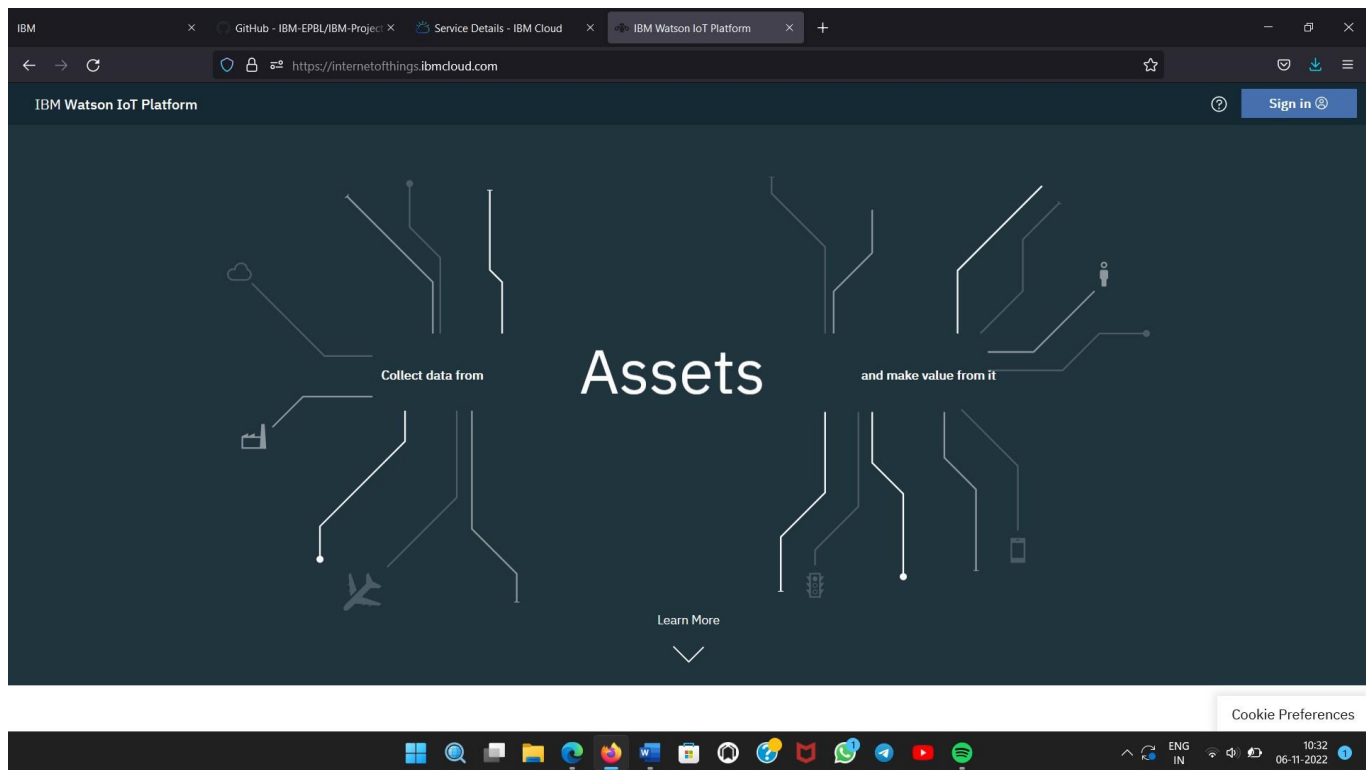 IBM
GitHub - IBM-EPBL/IBM-Project
Service Details - IBM Cloud
IBM Watson IoT Platform
https://internetofthings.ibmcloud.com
IBM Watson IoT Platform
Sign in
Collect data from
Assets
and make value from it
Learn More
Cookie Preferences
ENG
IN
10:32
06-11-2022
1
1